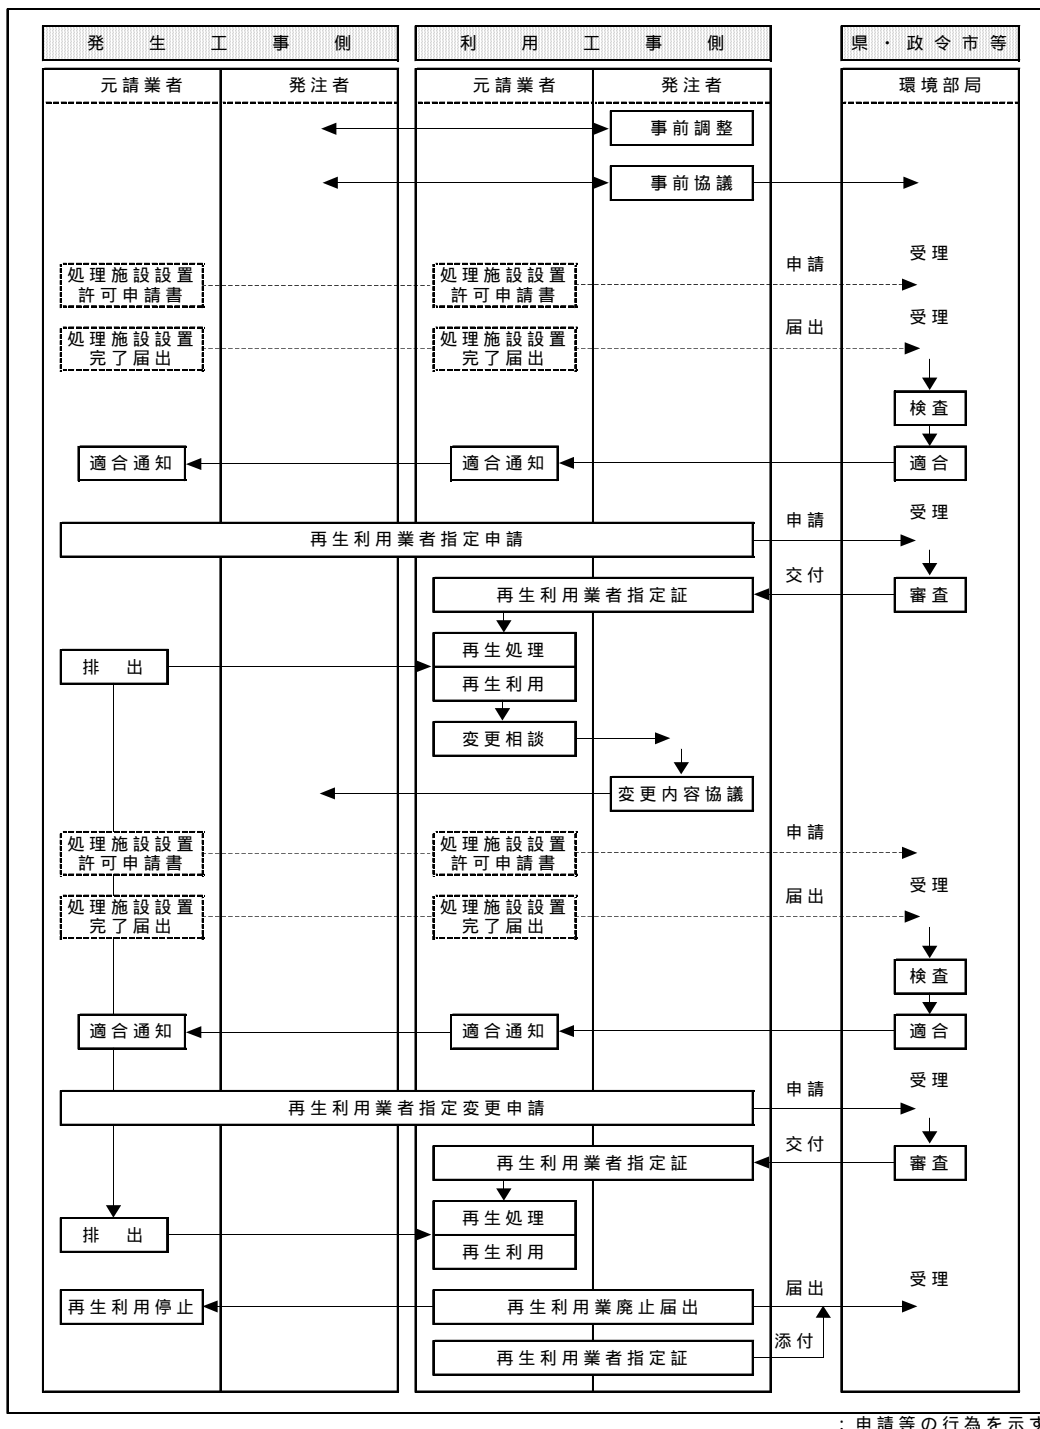 発生工事側 利用工事側 県・政令市等
元請業者 発注者 元請業者 発注者 環境部局
事前調整
事前協議
受理
申請
処理施設設置 処理施設設置
許可申請書 許可申請書
受理
届出
処理施設設置 処理施設設置
完了届出 完了届出
検査
適合通知 適合通知 適合
受理
申請
再生利用業者指定申請
交付
再生利用業者指定証 審査
再生処理
排出
再生利用
変更相談
変更内容協議
申請
処理施設設置 処理施設設置
許可申請書 許可申請書
受理
届出
処理施設設置 処理施設設置
完了届出 完了届出
検査
適合通知 適合通知 適合
受理
申請
再生利用業者指定変更申請
交付
再生利用業者指定証 審査
再生処理
排出
再生利用
受理
届出
再生利用停止 再生利用業廃止届出
添付
再生利用業者指定証
：申請等の行為を示す